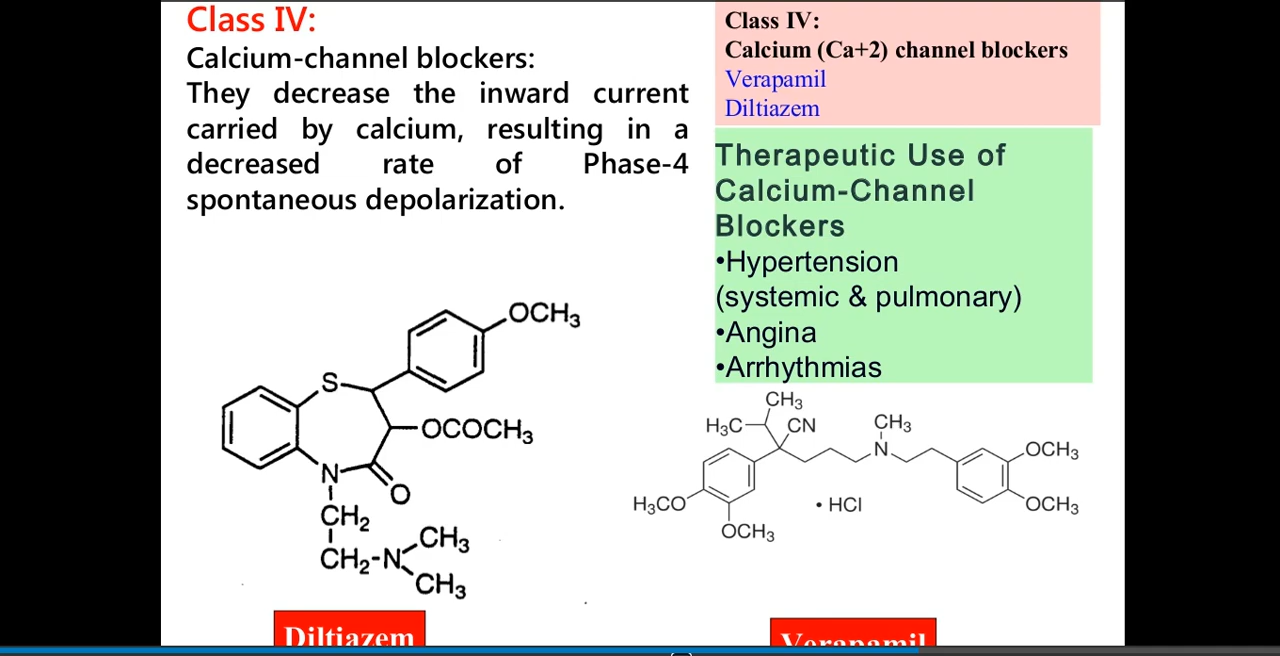 Class IV:
Calcium-channel blockers:
They decrease the inward current
carried by calcium, resulting in a
decreased rate of Phase-4
spontaneous depolarization.
Class IV:
Calcium (Ca+2) channel blockers
Verapamil
Diltiazem
Therapeutic Use of
Calcium-Channel
Blockers
•Hypertension
(systemic & pulmonary)
•Angina
•Arrhythmias
OCH3
S
OCOCH3
N
O
CH2
CH2-N
CH3
CH3
Diltiazem
CH3
H3C
CN
CH3
N
OCH3
H3CO
• HCl
OCH3
OCH3
Verapamil